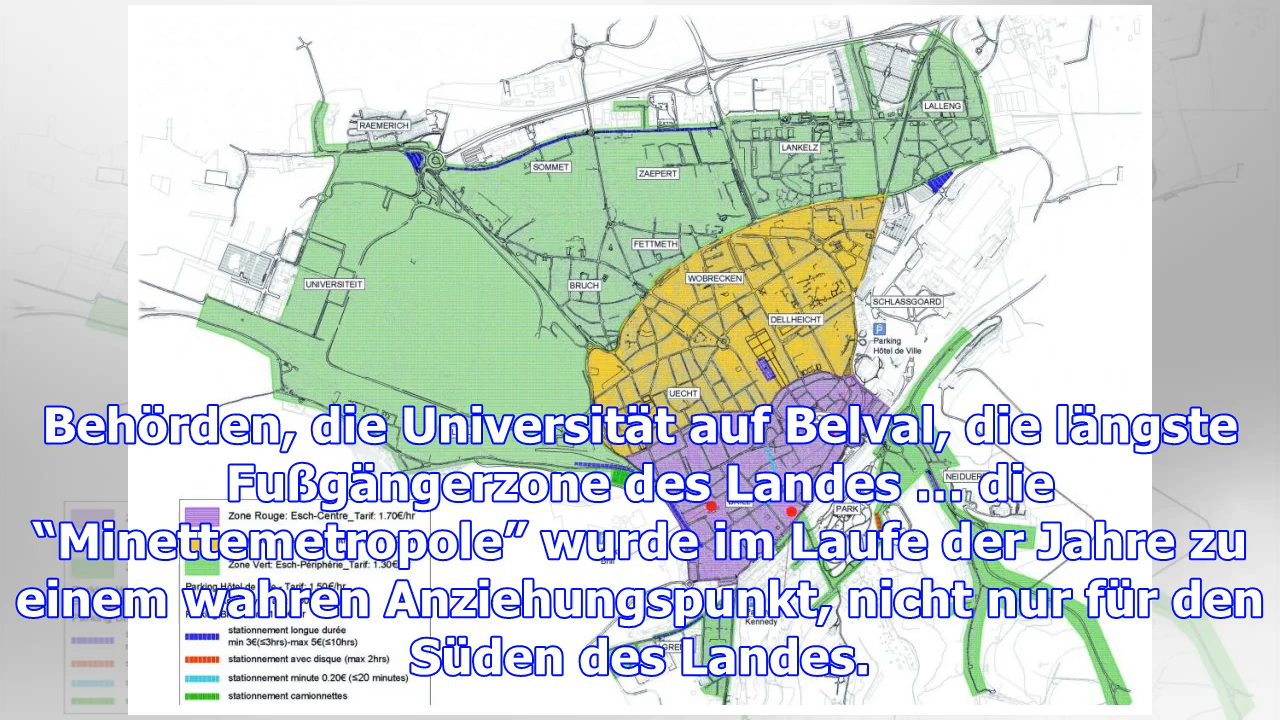 LALLENG
RAEMERICH
LANKELZ
SOMMET
ZAEPERT
FETTMETH
WOBRECKEN
UNIVERSITEIT
BRUCH
SCHLASSGOARD
DELLHEICHT
P
Parking
Hôtel de Ville
UECHT
Behörden, die Universität auf Belval, die längste
Fußgängerzone des Landes ... die
“Minettemetropole” wurde im Laufe der Jahre zu
einem wahren Anziehungspunkt, nicht nur für den
Süden des Landes.
PARK
Kennedy
Zone Rouge: Esch-Centre_Tarif: 1.70€/hr
Zone Vert: Esch-Périphérie_Tarif: 1.30€
stationnement longue durée
min 3€(≤3hrs)-max 5€(≤10hrs)
stationnement avec disque (max 2hrs)
stationnement minute 0.20€ (≤20 minutes)
stationnement camionnettes